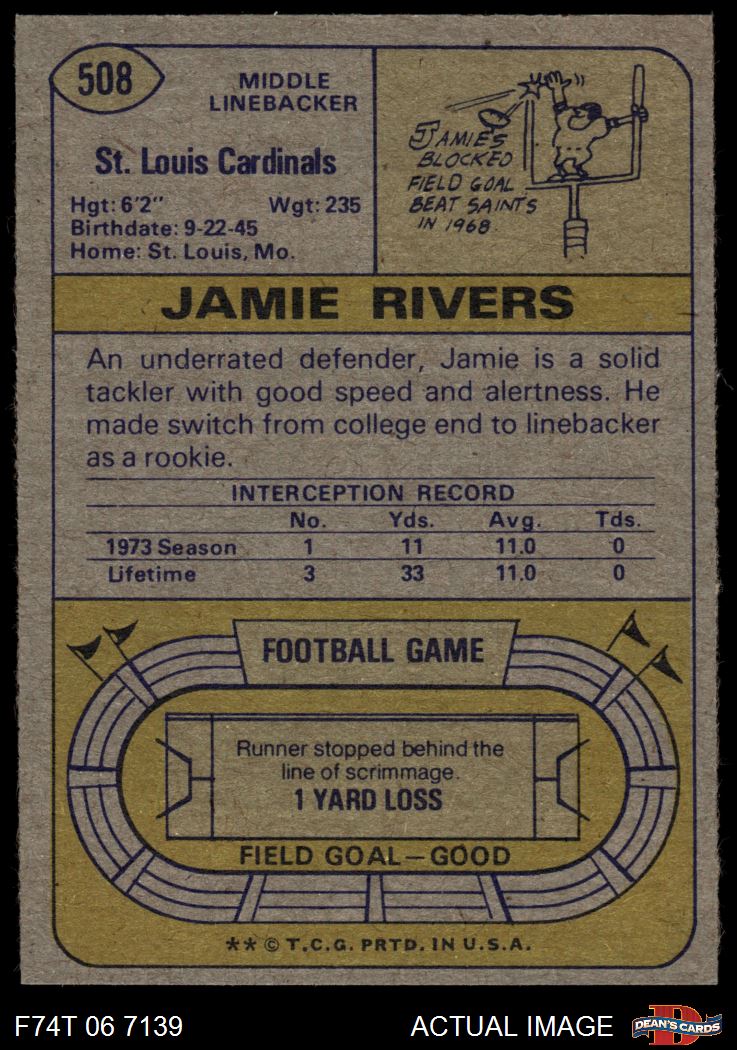 508
MIDDLE
LINEBACKER
St. Louis Cardinals
Hgt: 6'2" Wgt: 235
Birthdate: 9-22-45
Home: St. Louis, Mo.
JAMIE'S
BLOCKED
FIELD GOAL
BEAT SAINTS
IN 1968
JAMIE RIVERS
An underrated defender, Jamie is a solid
tackler with good speed and alertness. He
made switch from college end to linebacker
as a rookie.
INTERCEPTION RECORD
No. Yds. Avg. Tds.
1973 Season 1 11 11.0 0
Lifetime 3 33 11.0 0
FOOTBALL GAME
Runner stopped behind the
line of scrimmage.
1 YARD LOSS
FIELD GOAL—GOOD
** © T.C.G. PRTD. IN U.S.A.
F74T 06 7139 ACTUAL IMAGE
DEAN'S CARDS